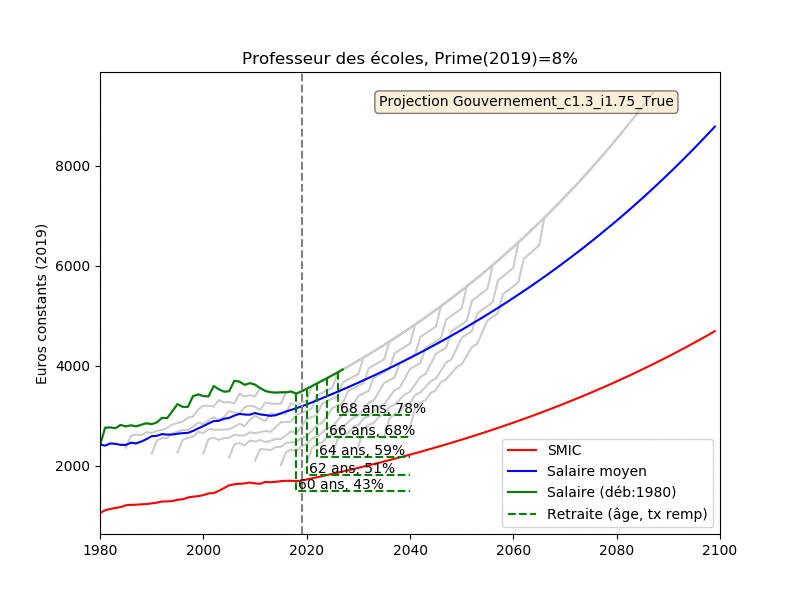 Professeur des écoles, Prime(2019)=8%
Projection Gouvernement_c1.3_i1.75_True
Euros constants (2019)
8000
6000
4000
2000
68 ans, 78%
66 ans, 68%
64 ans, 59%
62 ans, 51%
60 ans, 43%
SMIC
Salaire moyen
Salaire (déb:1980)
Retraite (âge, tx remp)
1980
2000
2020
2040
2060
2080
2100